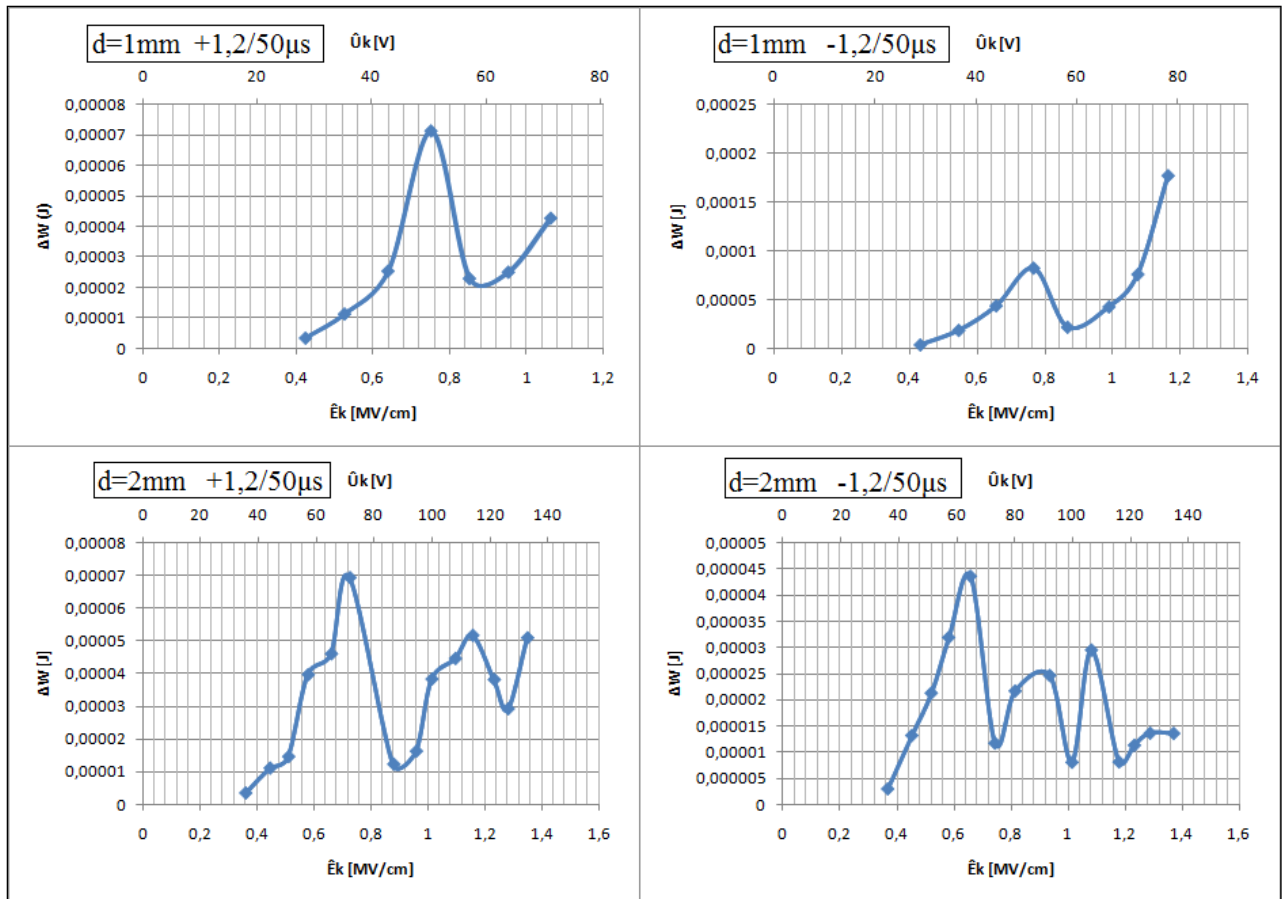 d=1mm +1,2/50μs Ûk [V]
0 20 40 60 80
0,00008
0,00007
0,00006
0,00005
0,00004
0,00003
0,00002
0,00001
0
ΔW (J)
0 0,2 0,4 0,6 0,8 1 1,2
Êk [MV/cm]
d=1mm -1,2/50μs Ûk [V]
0 20 40 60 80
0,00025
0,0002
0,00015
0,0001
0,00005
0
ΔW [J]
0 0,2 0,4 0,6 0,8 1 1,2 1,4
Êk [MV/cm]
d=2mm +1,2/50μs Ûk [V]
0 20 40 60 80 100 120 140
0,00008
0,00007
0,00006
0,00005
0,00004
0,00003
0,00002
0,00001
0
ΔW [J]
0 0,2 0,4 0,6 0,8 1 1,2 1,4 1,6
Êk [MV/cm]
d=2mm -1,2/50μs Ûk [V]
0 20 40 60 80 100 120 140
0,00005
0,000045
0,00004
0,000035
0,00003
0,000025
0,00002
0,000015
0,00001
0,000005
0
ΔW [J]
0 0,2 0,4 0,6 0,8 1 1,2 1,4 1,6
Êk [MV/cm]